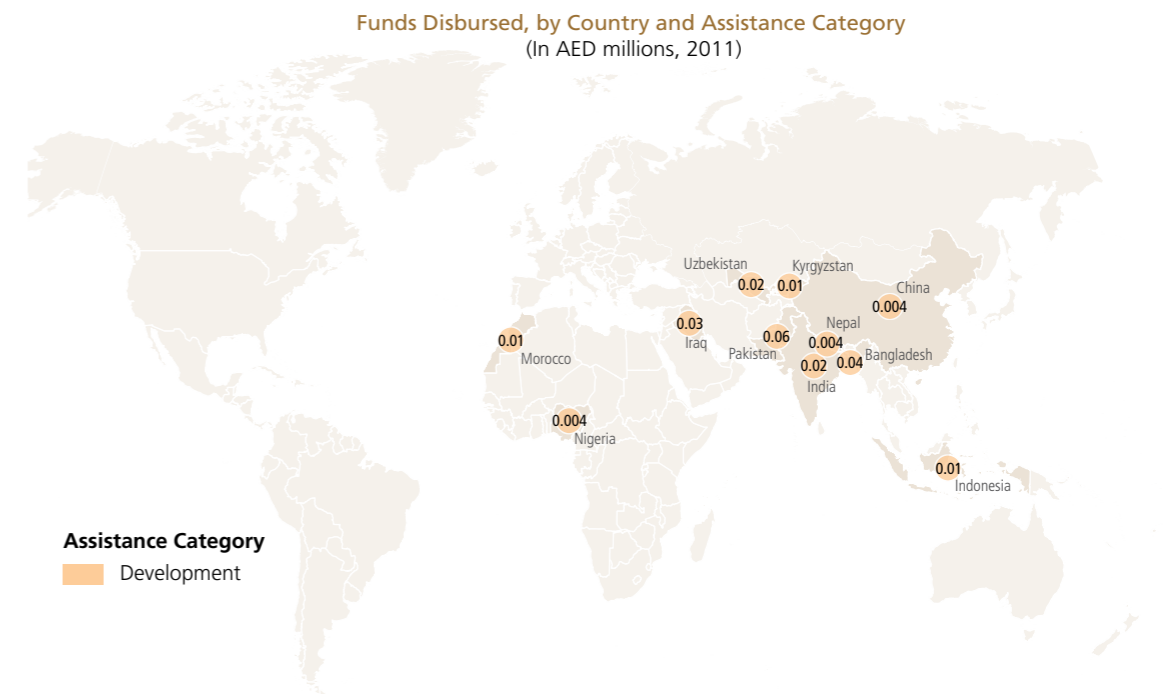 Funds Disbursed, by Country and Assistance Category
(In AED millions, 2011)
Uzbekistan
Kyrgyzstan
0.02
0.01
China
0.004
0.03
Iraq
Nepal
0.06
0.004
Pakistan
Bangladesh
0.02
0.04
India
0.01
Morocco
0.004
Nigeria
0.01
Indonesia
Assistance Category
Development